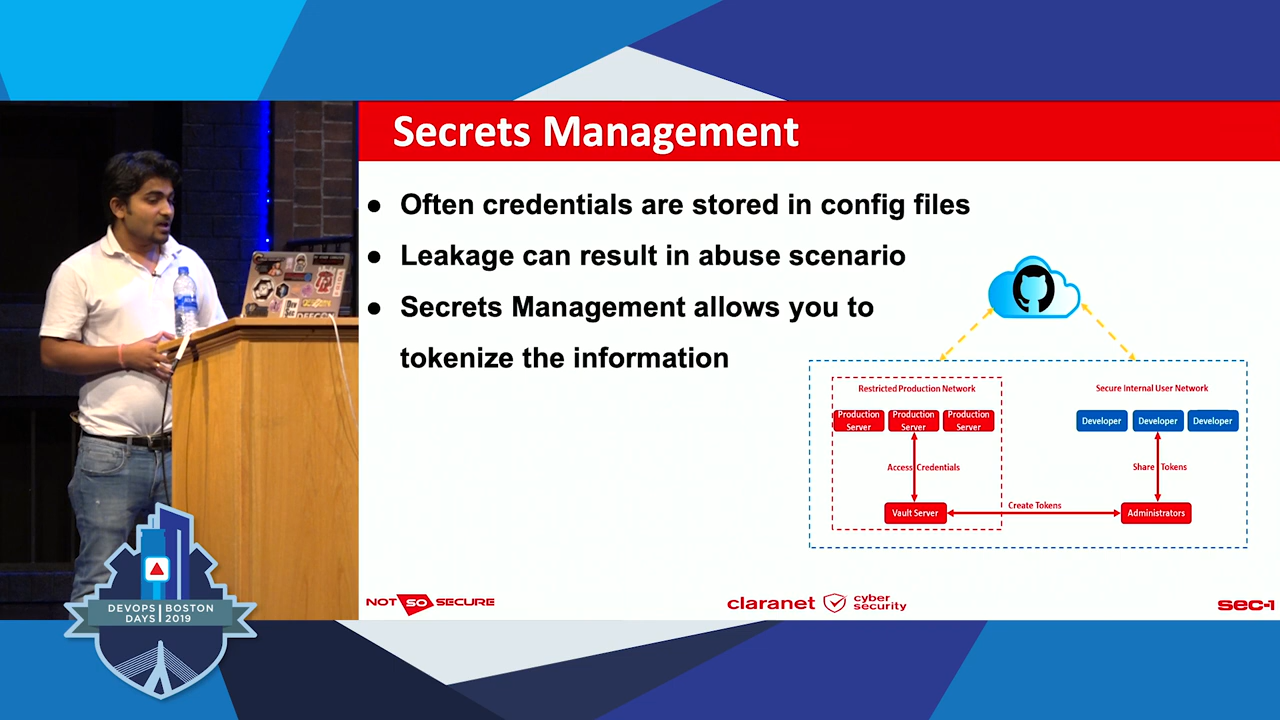 Secrets Management
● Often credentials are stored in config files
● Leakage can result in abuse scenario
● Secrets Management allows you to
tokenize the information
Restricted Production Network
Secure Internal User Network
Production Server
Production Server
Production Server
Developer
Developer
Developer
Access Credentials
Share Tokens
Vault Server
Create Tokens
Administrators
NOT SO SECURE
claranet cyber security
sec-1
DEVOPS DAYS
BOSTON 2019
DEFCON